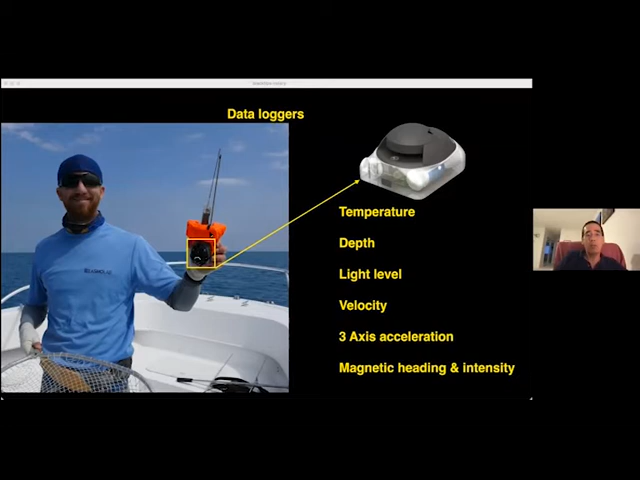 Data loggers
Temperature
Depth
Light level
Velocity
3 Axis acceleration
Magnetic heading & intensity